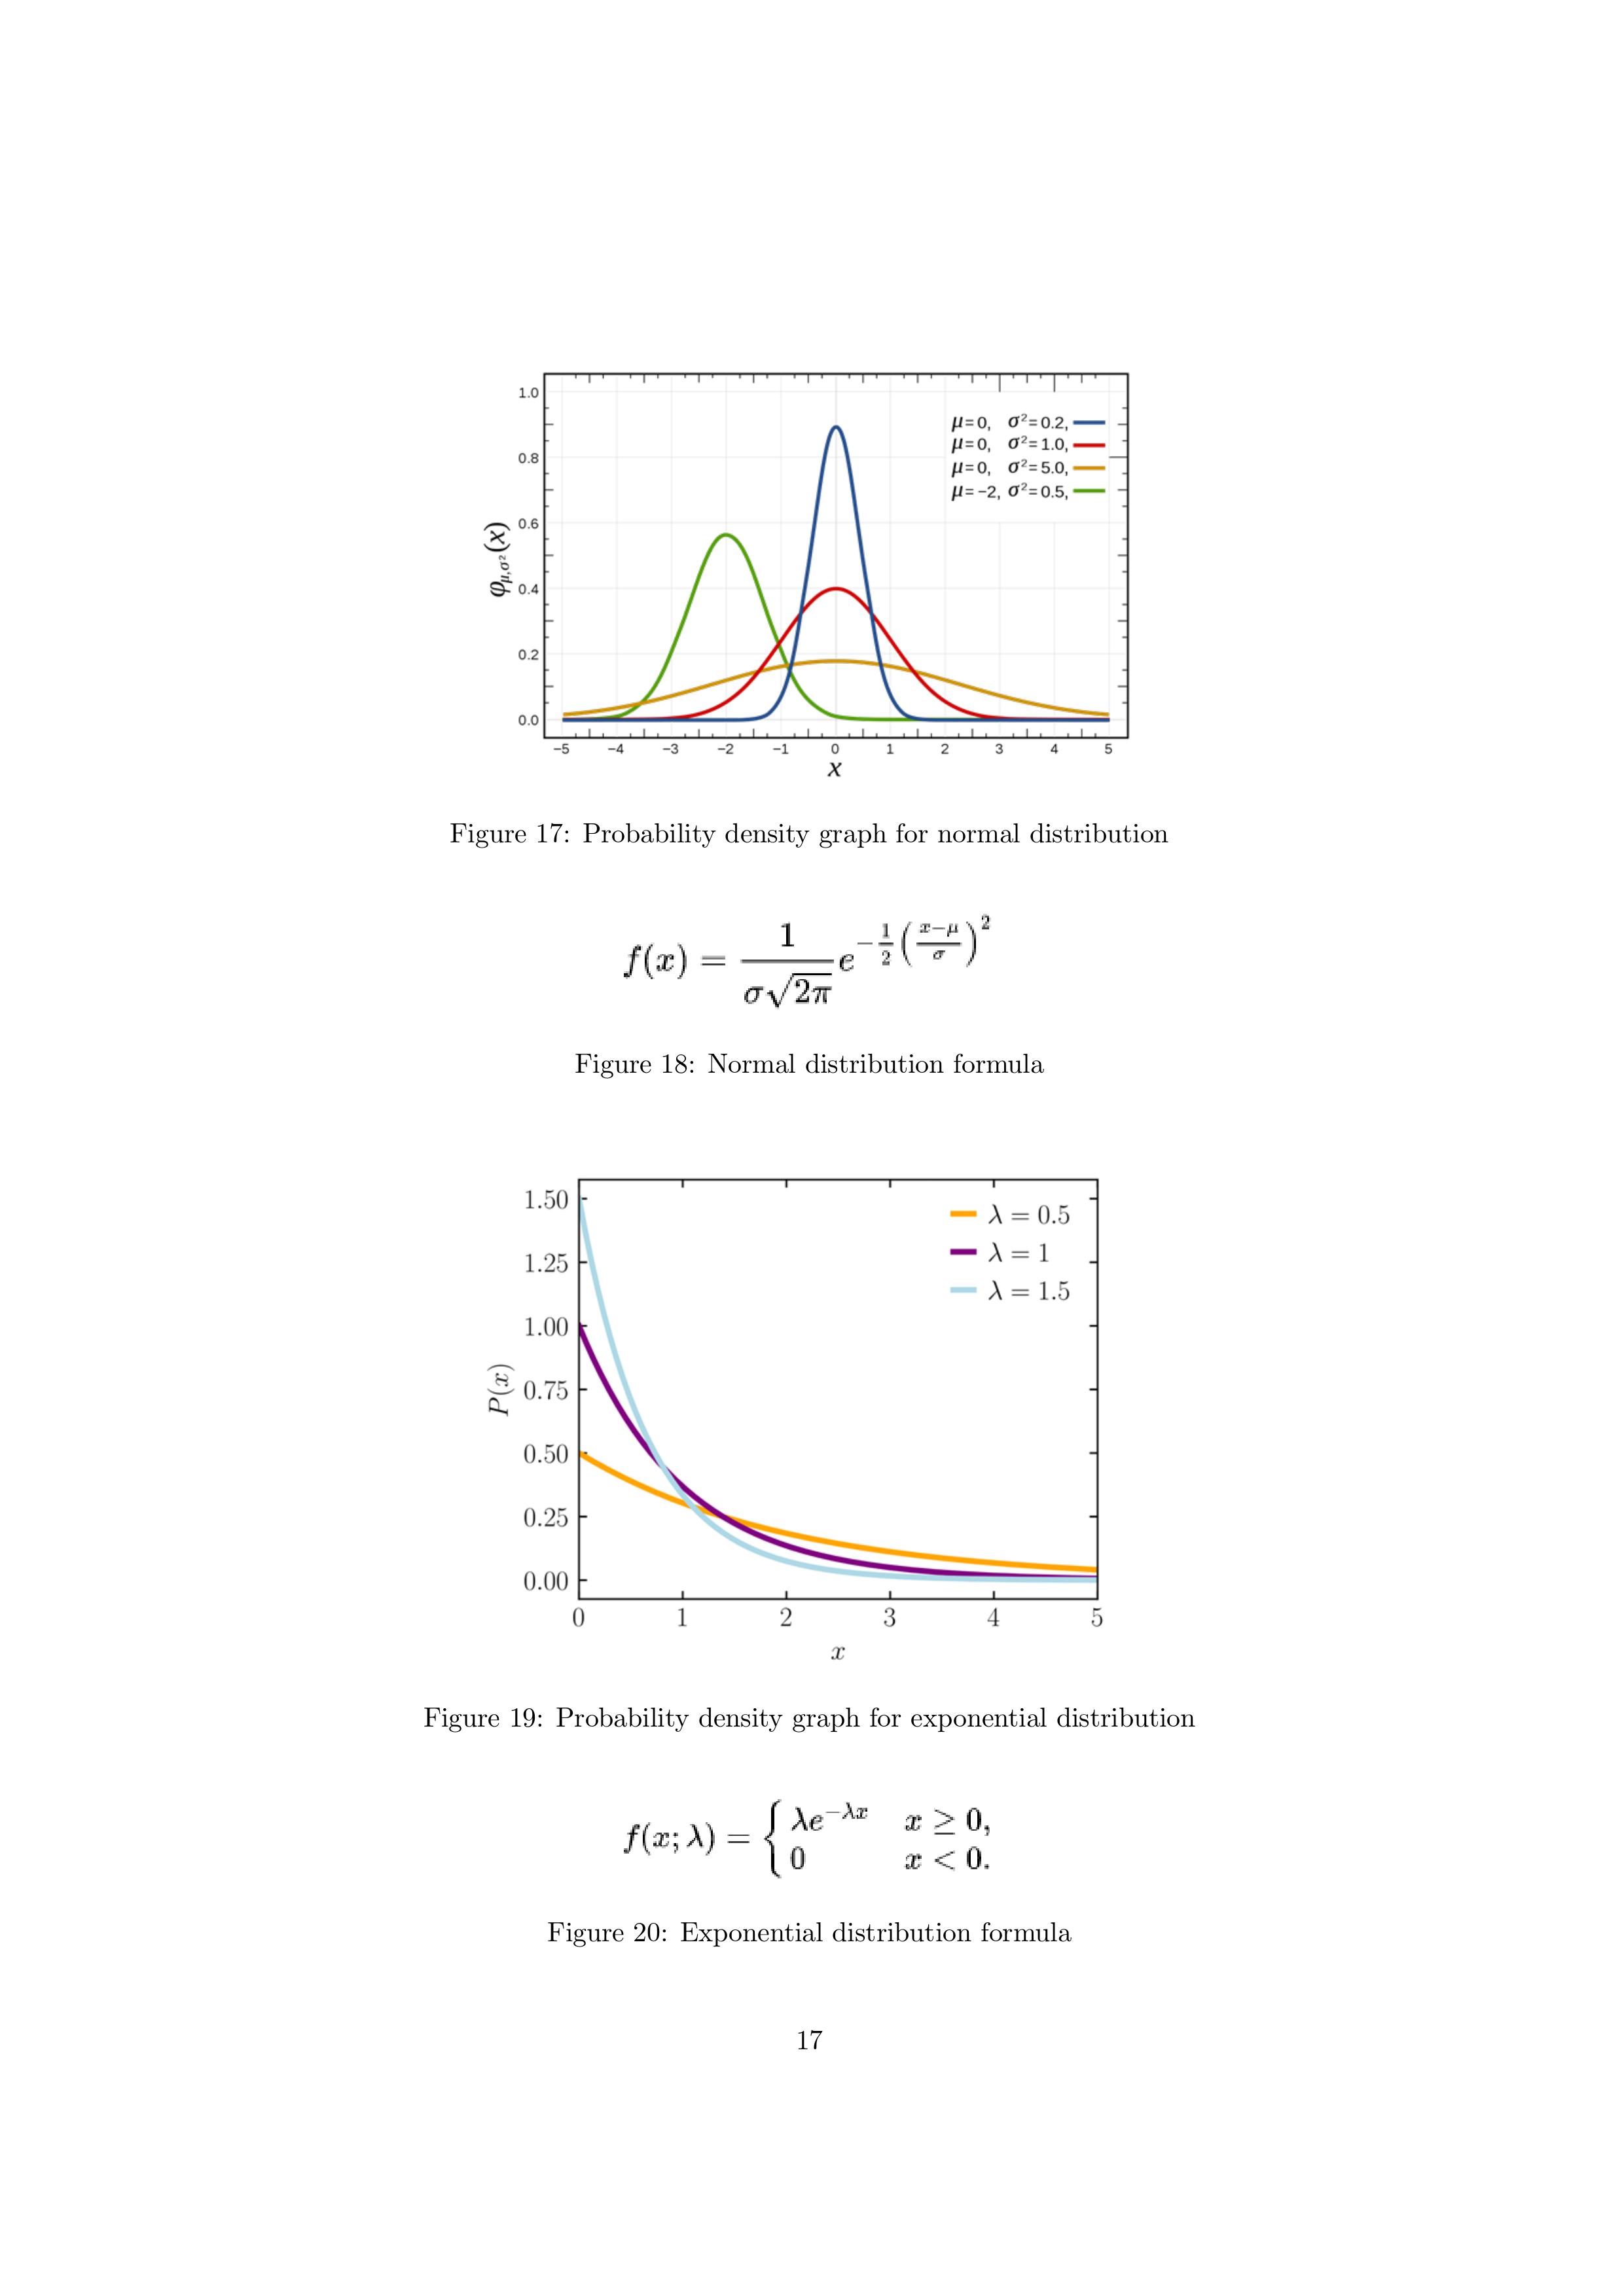 1.0
0.8
0.6
0.4
0.2
0.0
φμ,σ²(x)
μ=0, σ²=0.2,
μ=0, σ²=1.0,
μ=0, σ²=5.0,
μ=−2, σ²=0.5,
−5 −4 −3 −2 −1 0 1 2 3 4 5
x
Figure 17: Probability density graph for normal distribution
f(x) = \frac{1}{σ\sqrt{2π}} e^{-\frac{1}{2}(\frac{x-μ}{σ})^2}
Figure 18: Normal distribution formula
1.50
1.25
1.00
0.75
0.50
0.25
0.00
P(x)
λ = 0.5
λ = 1
λ = 1.5
0 1 2 3 4 5
x
Figure 19: Probability density graph for exponential distribution
f(x; λ) = { λe^{−λx} x ≥ 0,
0 x < 0.
Figure 20: Exponential distribution formula
17